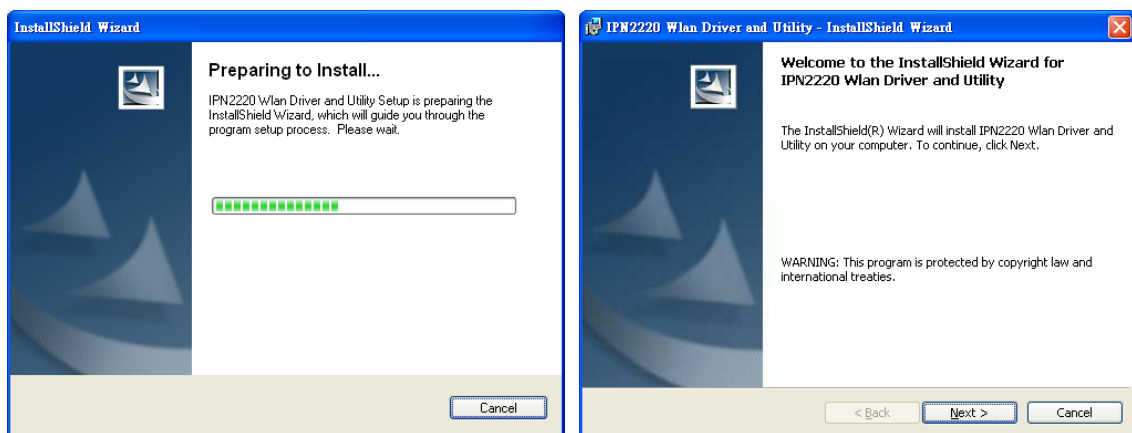 InstallShield Wizard
Preparing to Install...
IPN2220 Wlan Driver and Utility Setup is preparing the
InstallShield Wizard, which will guide you through the
program setup process. Please wait.
Cancel
IPN2220 Wlan Driver and Utility - InstallShield Wizard
Welcome to the InstallShield Wizard for
IPN2220 Wlan Driver and Utility
The InstallShield(R) Wizard will install IPN2220 Wlan Driver and
Utility on your computer. To continue, click Next.
WARNING: This program is protected by copyright law and
international treaties.
< Back Next > Cancel